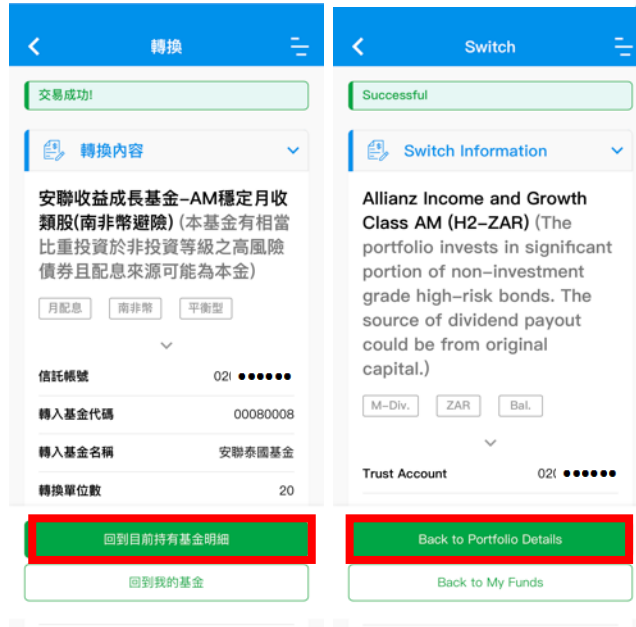 轉換
交易成功!
轉換內容
安聯收益成長基金-AM穩定月收
類股(南非幣避險) (本基金有相當
比重投資於非投資等級之高風險
債券且配息來源可能為本金)
月配息 南非幣 平衡型
信託帳號 02( ●●●●●●
轉入基金代碼 00080008
轉入基金名稱 安聯泰國基金
轉換單位數 20
回到目前持有基金明細
回到我的基金
Switch
Successful
Switch Information
Allianz Income and Growth
Class AM (H2-ZAR) (The
portfolio invests in significant
portion of non-investment
grade high-risk bonds. The
source of dividend payout
could be from original
capital.)
M-Div. ZAR Bal.
Trust Account 02( ●●●●●●
Back to Portfolio Details
Back to My Funds